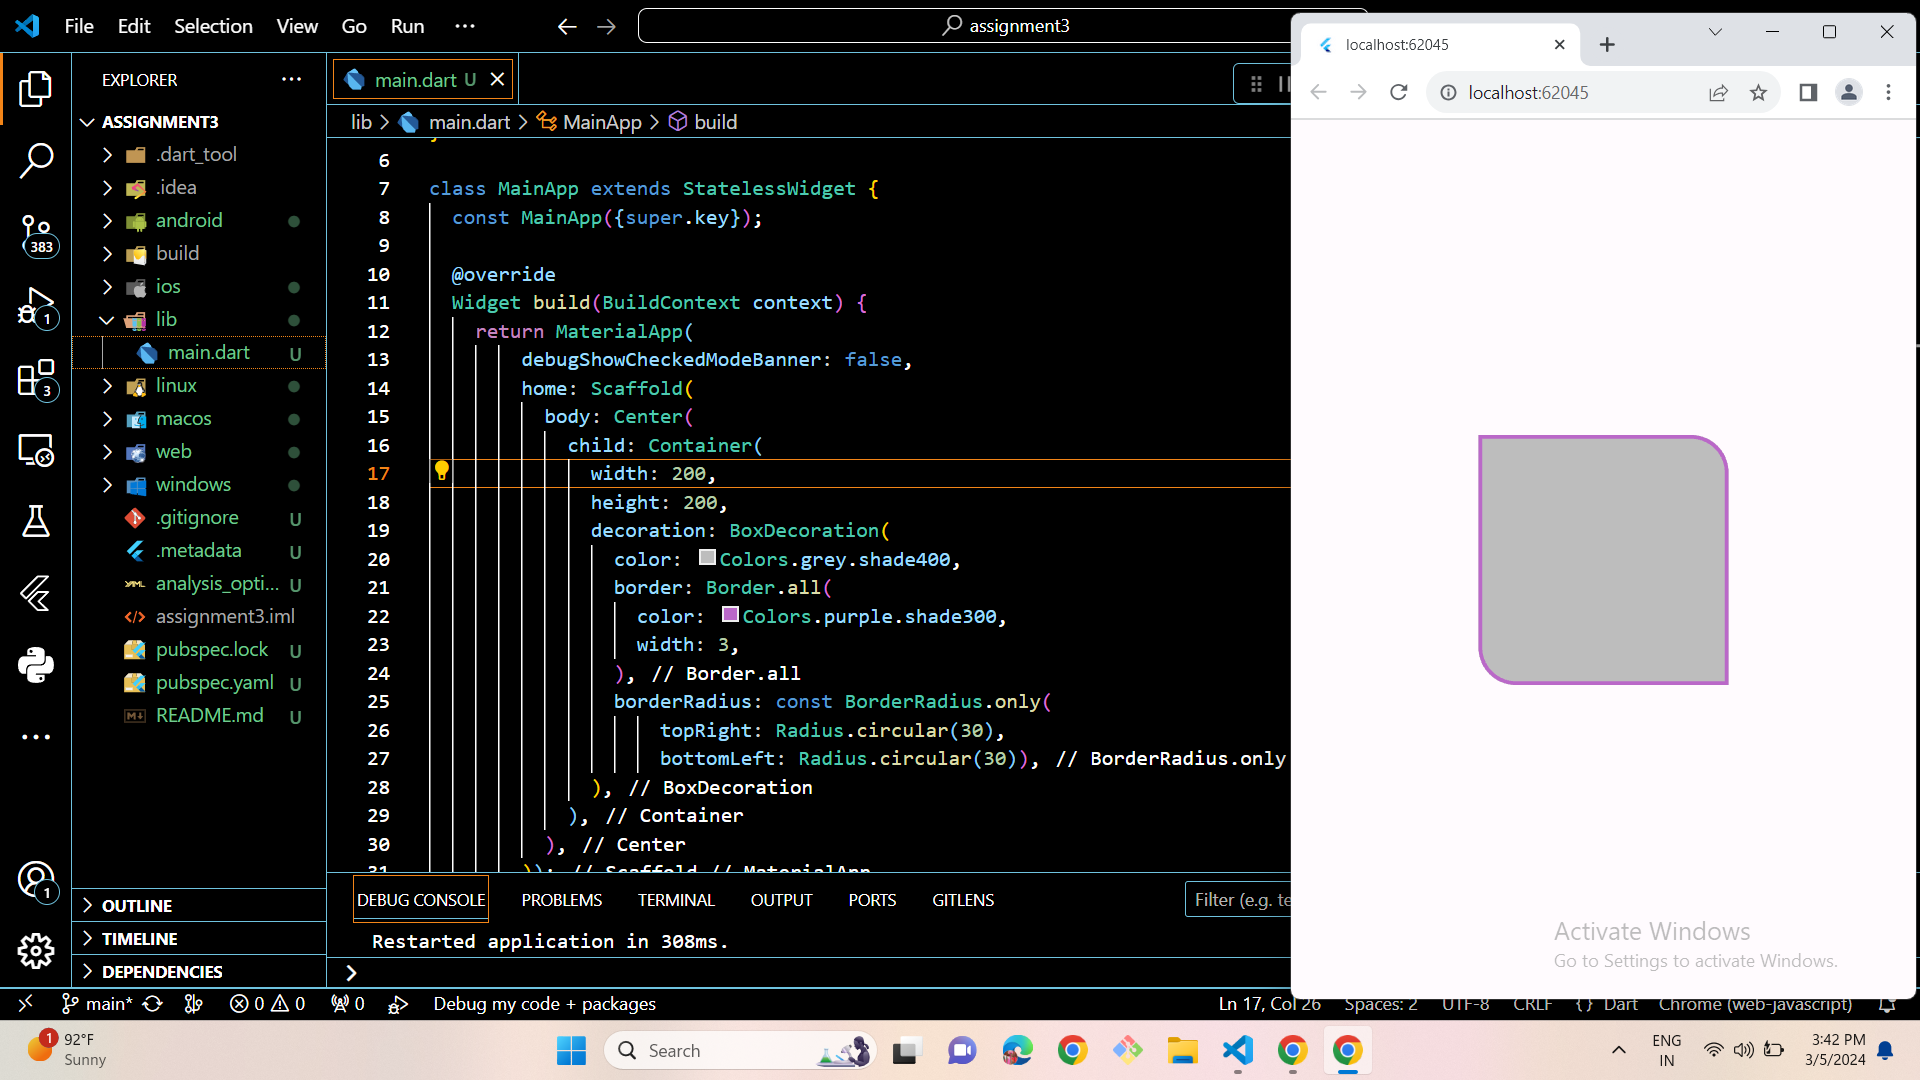 File Edit Selection View Go Run ···
assignment3
EXPLORER
ASSIGNMENT3
.dart_tool
.idea
android
build
ios
lib
main.dart U
linux
macos
web
windows
.gitignore U
.metadata U
analysis_opti... U
assignment3.iml
pubspec.lock U
pubspec.yaml U
README.md U
OUTLINE
TIMELINE
DEPENDENCIES
383
1
3
1
main.dart U
lib > main.dart > MainApp > build
6
7 class MainApp extends StatelessWidget {
8 const MainApp({super.key});
9
10 @override
11 Widget build(BuildContext context) {
12 return MaterialApp(
13 debugShowCheckedModeBanner: false,
14 home: Scaffold(
15 body: Center(
16 child: Container(
17 width: 200,
18 height: 200,
19 decoration: BoxDecoration(
20 color: Colors.grey.shade400,
21 border: Border.all(
22 color: Colors.purple.shade300,
23 width: 3,
24 ), // Border.all
25 borderRadius: const BorderRadius.only(
26 topRight: Radius.circular(30),
27 bottomLeft: Radius.circular(30)), // BorderRadius.only
28 ), // BoxDecoration
29 ), // Container
30 ), // Center
31 )); // Scaffold // MaterialApp
DEBUG CONSOLE PROBLEMS TERMINAL OUTPUT PORTS GITLENS
Filter (e.g. te
Restarted application in 308ms.
localhost:62045
localhost:62045
Activate Windows
Go to Settings to activate Windows.
main* 0 0 0 Debug my code + packages
Ln 17, Col 26 Spaces: 2 UTF-8 CRLF {} Dart Chrome (web-javascript)
1
92°F
Sunny
Search
ENG
IN
3:42 PM
3/5/2024